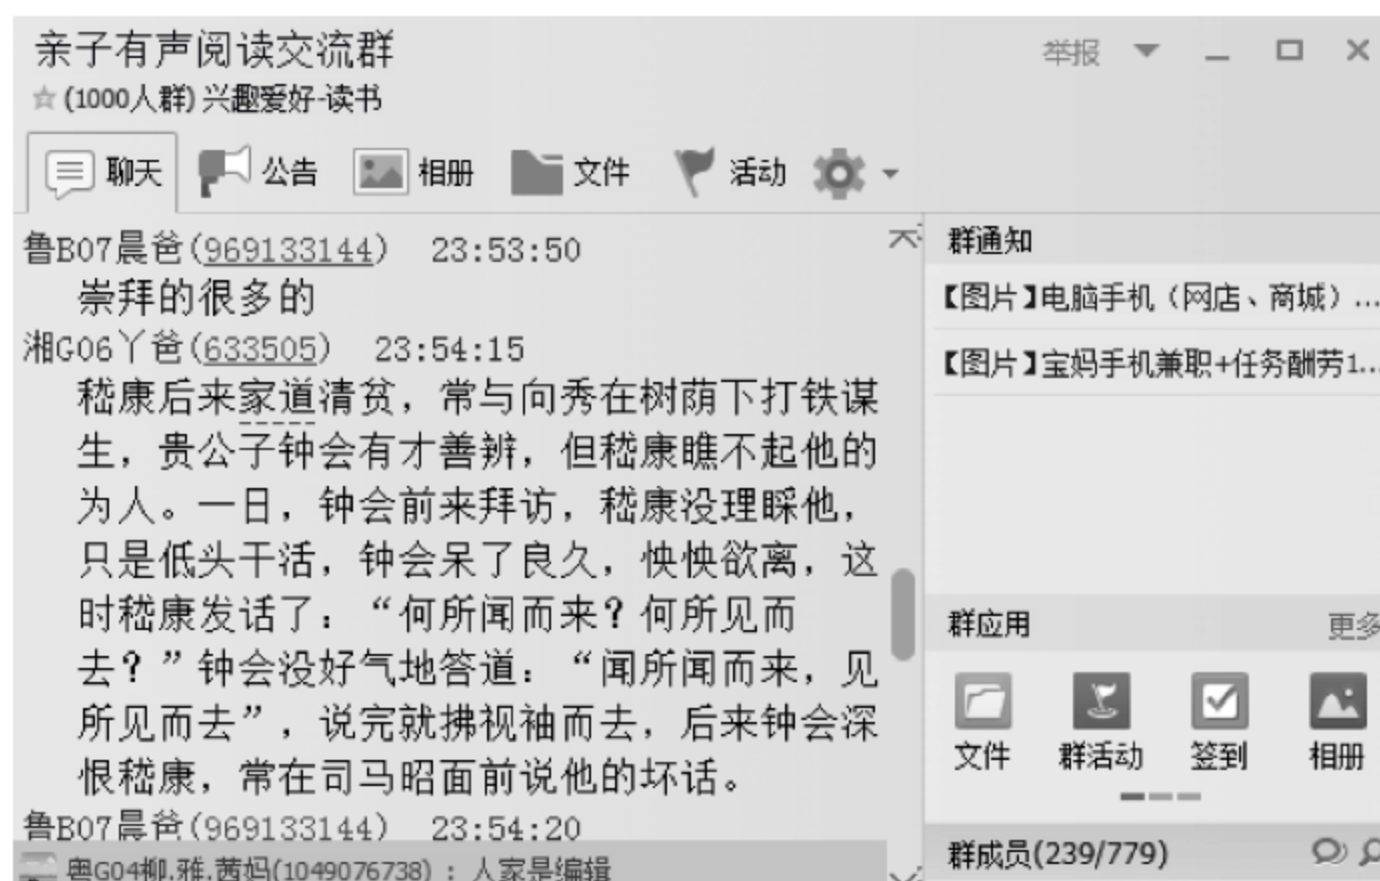 亲子有声阅读交流群
举报
(1000人群) 兴趣爱好-读书
聊天 公告 相册 文件 活动
鲁B07晨爸(969133144) 23:53:50
崇拜的很多的
湘G06丫爸(633505) 23:54:15
嵇康后来家道清贫，常与向秀在树荫下打铁谋
生，贵公子钟会有才善辨，但嵇康瞧不起他的
为人。一日，钟会前来拜访，嵇康没理睬他，
只是低头干活，钟会呆了良久，怏怏欲离，这
时嵇康发话了：“何所闻而来？何所见而
去？”钟会没好气地答道：“闻所闻而来，见
所见而去”，说完就拂视袖而去，后来钟会深
恨嵇康，常在司马昭面前说他的坏话。
鲁B07晨爸(969133144) 23:54:20
粤G04柳.雅.茜妈(1049076738)：人家是编辑
群通知
【图片】电脑手机（网店、商城）...
【图片】宝妈手机兼职+任务酬劳1...
群应用 更多
文件 群活动 签到 相册
群成员(239/779)